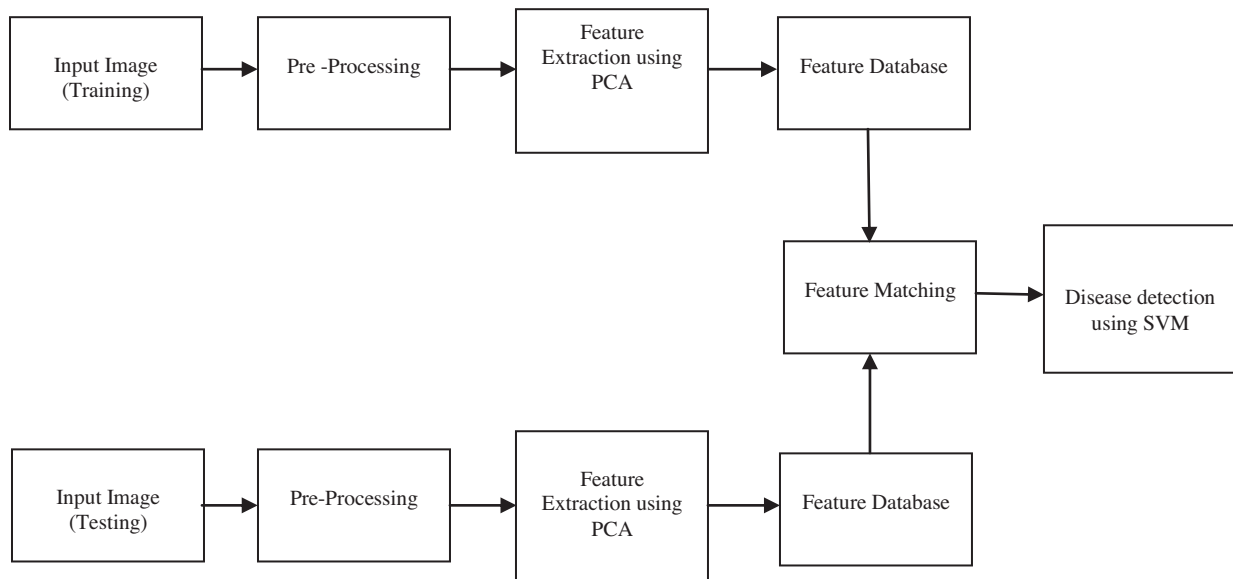 Input Image
(Training)
Pre -Processing
Feature
Extraction using
PCA
Feature Database
Feature Matching
Disease detection
using SVM
Input Image
(Testing)
Pre-Processing
Feature
Extraction using
PCA
Feature Database